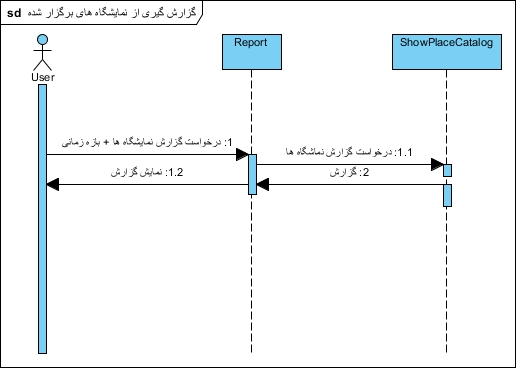 sd گزارش گیری از نمایشگاه های برگزار شده
Report
ShowPlaceCatalog
User
1: درخواست گزارش نمایشگاه ها + بازه زمانی
1.1: درخواست گزارش نماشگاه ها
1.2: نمایش گزارش
2: گزارش